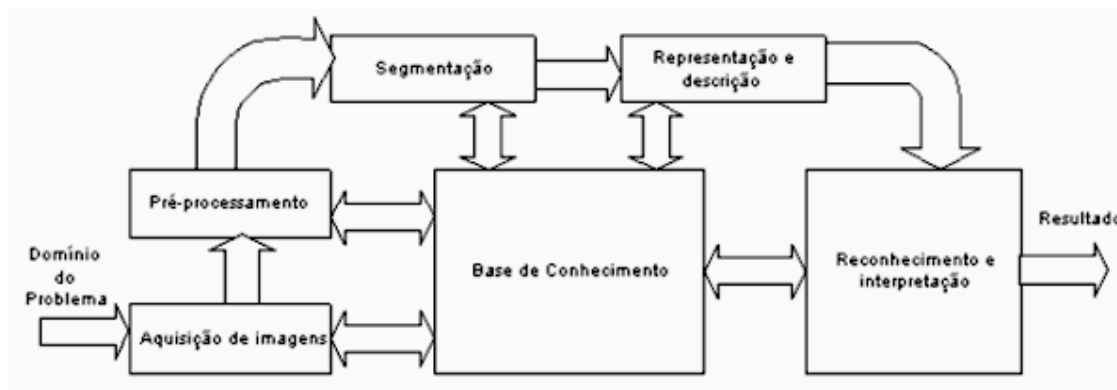 Segmentação
Representação e
descrição
Pré-processamento
Resultado
Domínio
do
Problema
Base de Conhecimento
Reconhecimento e
interpretação
Aquisição de imagens